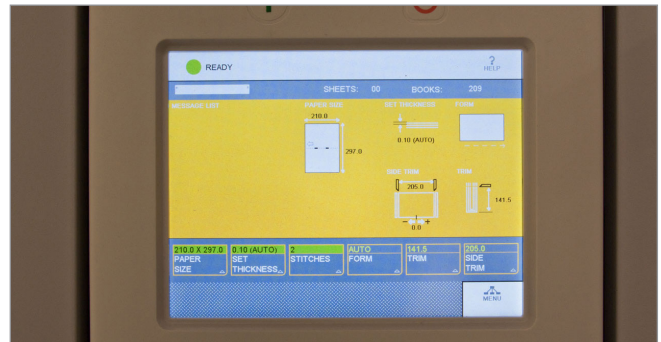 READY
?
HELP
SHEETS: 00 BOOKS: 209
MESSAGE LIST
PAPER SIZE
SET THICKNESS
FORM
210.0
297.0
0.10 (AUTO)
SIDE TRIM
TRIM
205.0
141.5
- +
0.0
210.0 X 297.0
PAPER
SIZE
0.10 (AUTO)
SET
THICKNESS
2
STITCHES
AUTO
FORM
141.5
TRIM
205.0
SIDE
TRIM
MENU